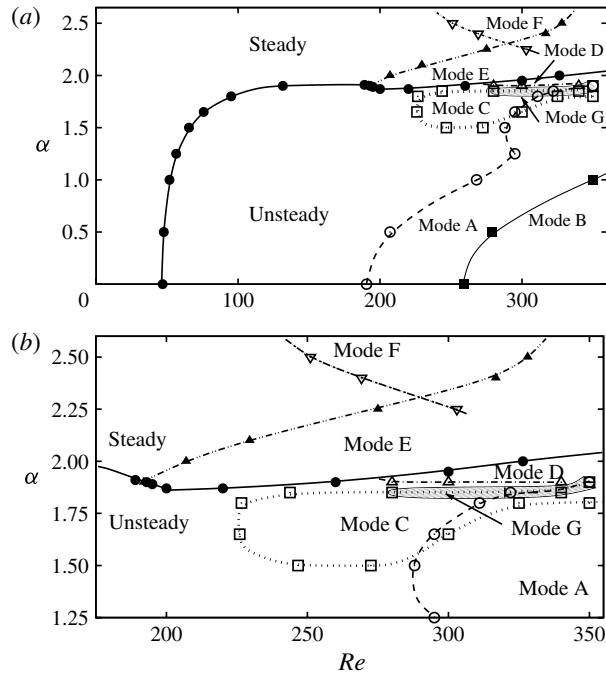 (a)
2.5
2.0
1.5
1.0
0.5
0
α
Steady
Unsteady
Mode F
Mode D
Mode E
Mode C
Mode G
Mode A
Mode B
0
100
200
300
(b)
2.50
2.25
2.00
1.75
1.50
1.25
α
Mode F
Steady
Mode E
Mode D
Unsteady
Mode C
Mode G
Mode A
200
250
300
350
Re